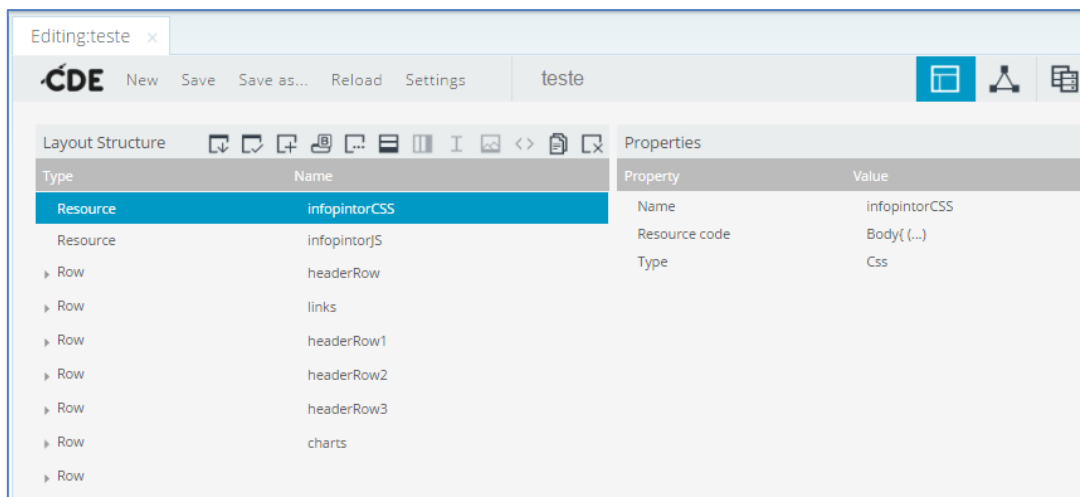 Editing:teste ×
CDE New Save Save as... Reload Settings teste
Layout Structure Properties
Type Name Property Value
Resource infopintorCSS Name infopintorCSS
Resource infopintorJS Resource code Body{ (...)
Row headerRow Type Css
Row links
Row headerRow1
Row headerRow2
Row headerRow3
Row charts
Row